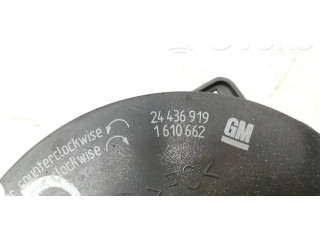 24 436 919
1 610 662
GM
counterclockwise
clockwise